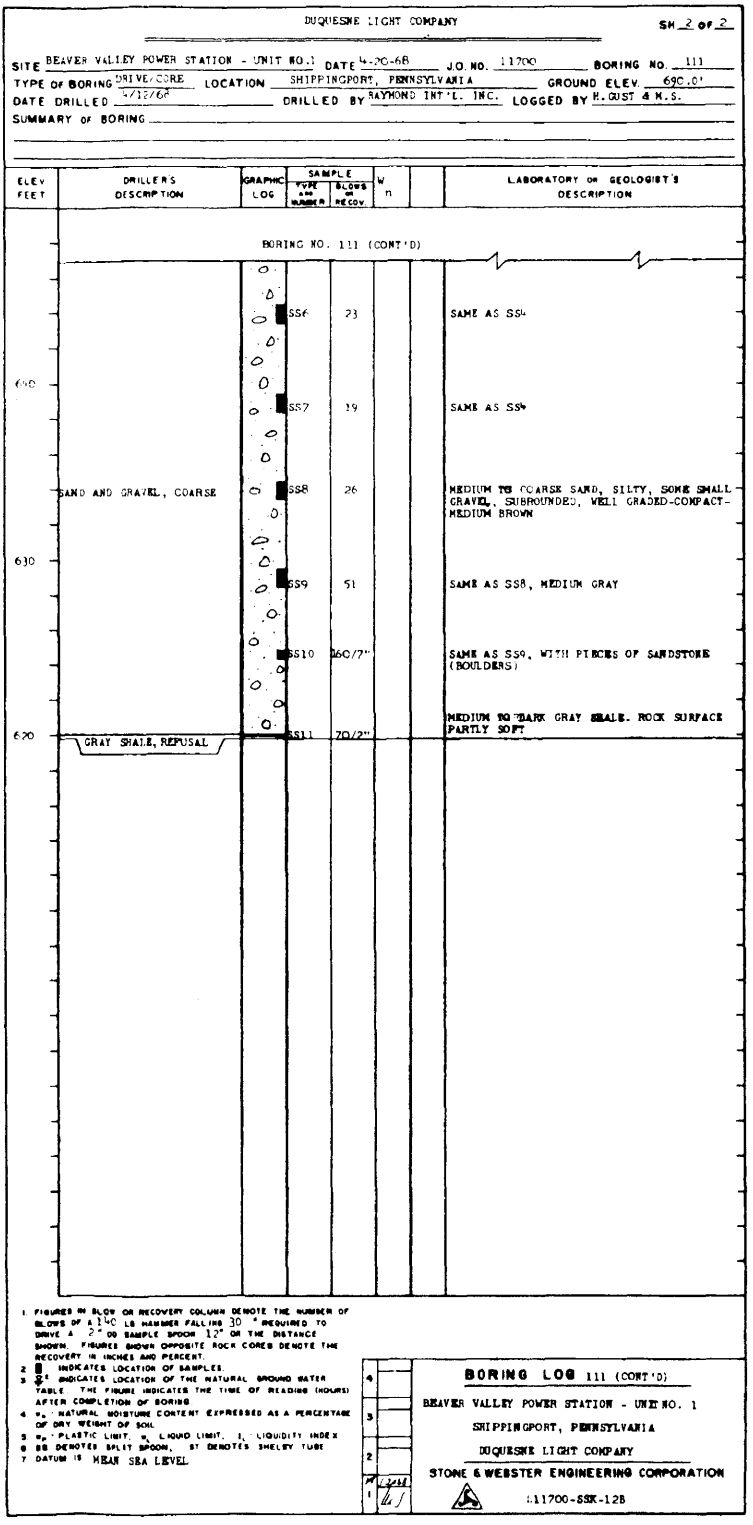 DUQUESNE LIGHT COMPANY
SH 2 OF 2
SITE BEAVER VALLEY POWER STATION - UNIT NO.1 DATE 4-20-68 J.O. NO. 11700 BORING NO. 111
TYPE OF BORING DRIVE/CORE LOCATION SHIPPINGPORT, PENNSYLVANIA GROUND ELEV. 690.0'
DATE DRILLED 4/12/68 DRILLED BY RAYMOND INT'L. INC. LOGGED BY H.GUST & M.S.
SUMMARY OF BORING
ELEV FEET
DRILLER'S DESCRIPTION
GRAPHIC LOG
SAMPLE
TYPE AND NUMBER
BLOWS OR RECOV.
W n
LABORATORY OR GEOLOGIST'S DESCRIPTION
BORING NO. 111 (CONT'D)
SS6 23 SAME AS SS4
640
SS7 19 SAME AS SS4
SAND AND GRAVEL, COARSE SS8 26 MEDIUM TO COARSE SAND, SILTY, SOME SMALL
GRAVEL, SUBROUNDED, WELL GRADED-COMPACT-
MEDIUM BROWN
630
SS9 51 SAME AS SS8, MEDIUM GRAY
SS10 160/7" SAME AS SS9, WITH PIECES OF SANDSTONE
(BOULDERS)
MEDIUM TO DARK GRAY SHALE. ROCK SURFACE
620 SS11 70/2" PARTLY SOFT
GRAY SHALE, REFUSAL
1. FIGURES IN BLOW OR RECOVERY COLUMN DENOTE THE NUMBER OF
BLOWS OF A 140 LB HAMMER FALLING 30 " REQUIRED TO
DRIVE A 2" OD SAMPLE SPOON 12" OR THE DISTANCE
SHOWN. FIGURES SHOWN OPPOSITE ROCK CORES DENOTE THE
RECOVERY IN INCHES AND PERCENT.
2 INDICATES LOCATION OF SAMPLES.
3 INDICATES LOCATION OF THE NATURAL GROUND WATER
TABLE. THE FIGURE INDICATES THE TIME OF READING (HOURS)
AFTER COMPLETION OF BORING
4 NATURAL MOISTURE CONTENT EXPRESSED AS A PERCENTAGE
OF DRY WEIGHT OF SOIL
5 PLASTIC LIMIT, LIQUID LIMIT, LIQUIDITY INDEX
6 SS DENOTES SPLIT SPOON, ST DENOTES SHELBY TUBE
7 DATUM IS MEAN SEA LEVEL
4
3
2
1
BORING LOG 111 (CONT'D)
BEAVER VALLEY POWER STATION - UNIT NO. 1
SHIPPINGPORT, PENNSYLVANIA
DUQUESNE LIGHT COMPANY
STONE & WEBSTER ENGINEERING CORPORATION
11700-SSK-12B